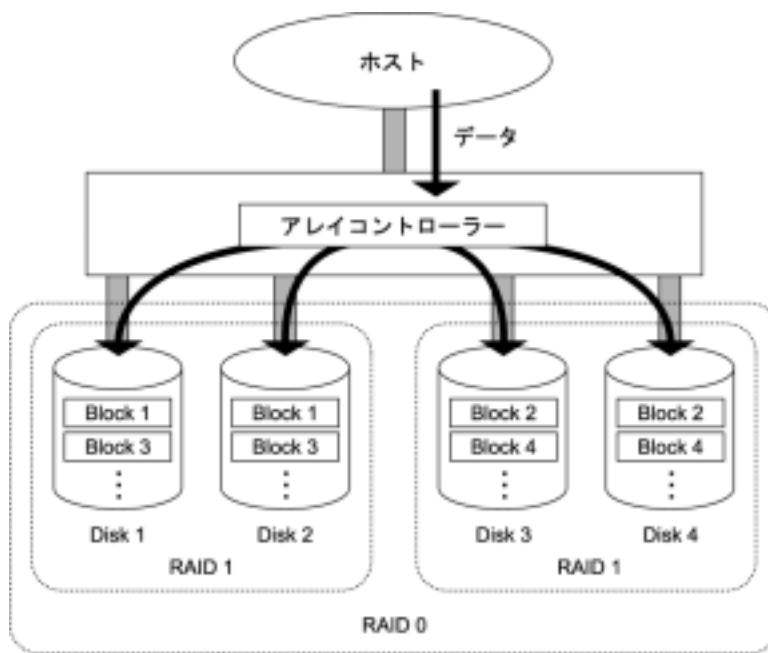 ホスト
データ
アレイコントローラー
Block 1
Block 3
Block 1
Block 3
Block 2
Block 4
Block 2
Block 4
Disk 1
Disk 2
Disk 3
Disk 4
RAID 1
RAID 1
RAID 0